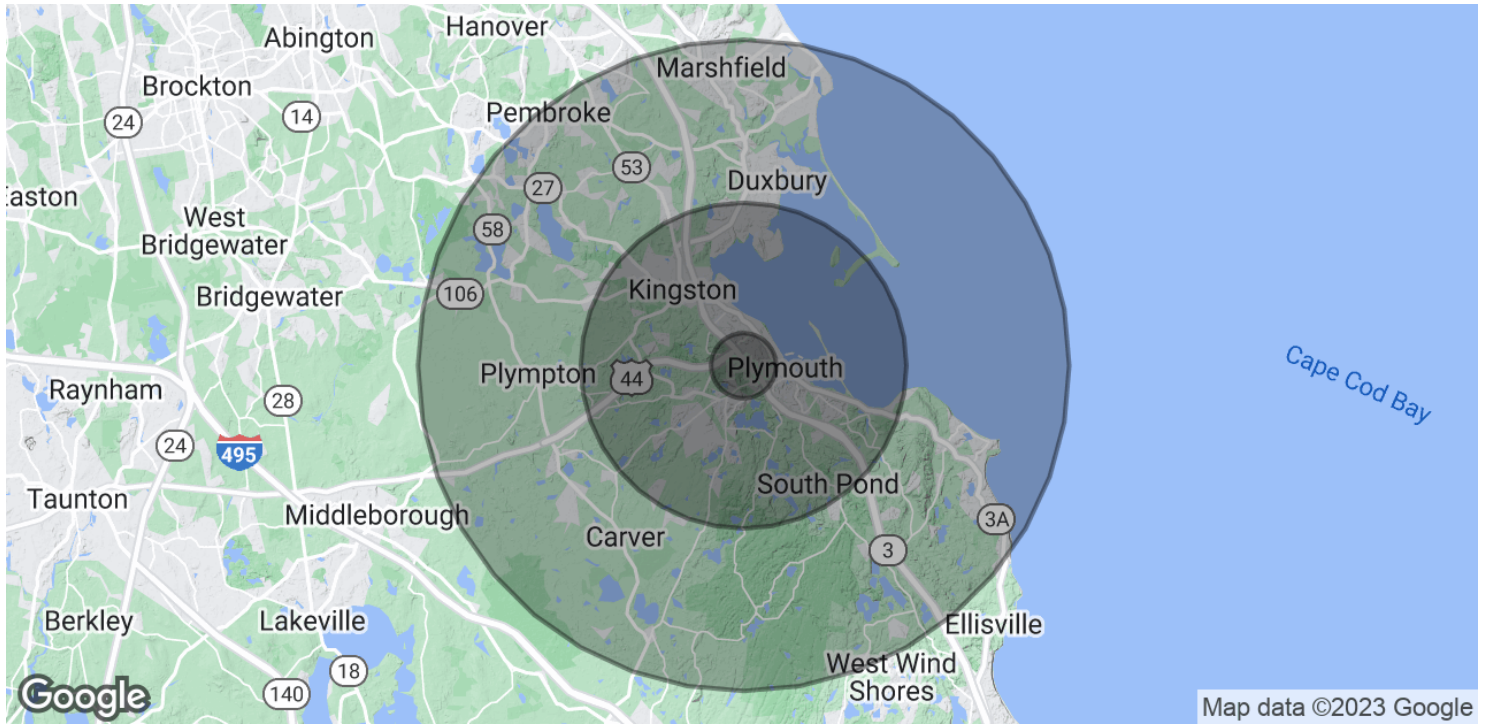 Hanover
Abington
Marshfield
Brockton
Pembroke
24
14
53
Duxbury
27
Easton
West
Bridgewater
58
Kingston
106
Bridgewater
Plymouth
Plympton
44
Cape Cod Bay
Raynham
28
24
495
South Pond
Taunton
Middleborough
3A
Carver
3
Berkley
Lakeville
Ellisville
West Wind
Shores
18
140
Google
Map data ©2023 Google